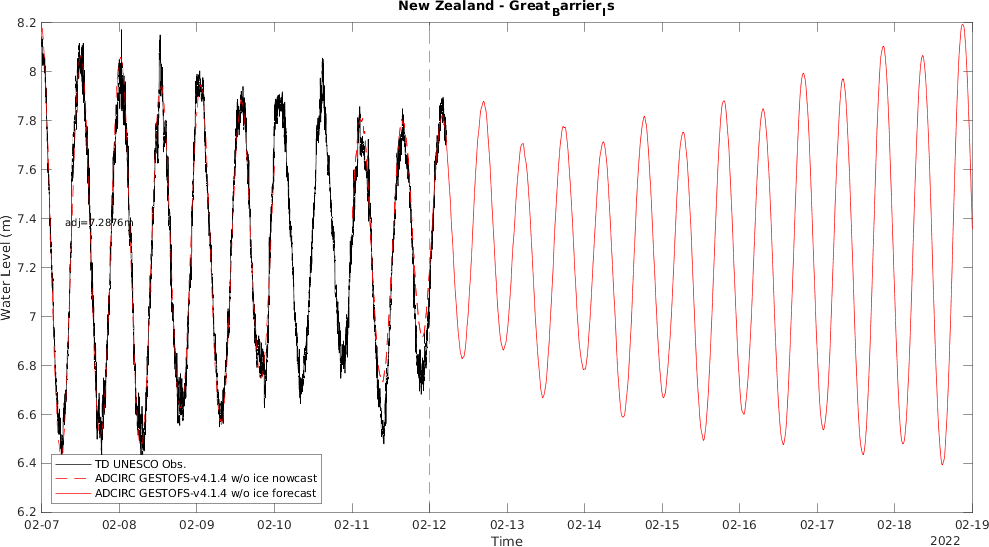 New Zealand - Great_Barrier_Is
8.2
8
7.8
7.6
7.4
7.2
7
6.8
6.6
6.4
6.2
Water Level (m)
adj=7.2876m
TD UNESCO Obs.
ADCIRC GESTOFS-v4.1.4 w/o ice nowcast
ADCIRC GESTOFS-v4.1.4 w/o ice forecast
02-07 02-08 02-09 02-10 02-11 02-12 02-13 02-14 02-15 02-16 02-17 02-18 02-19
Time
2022